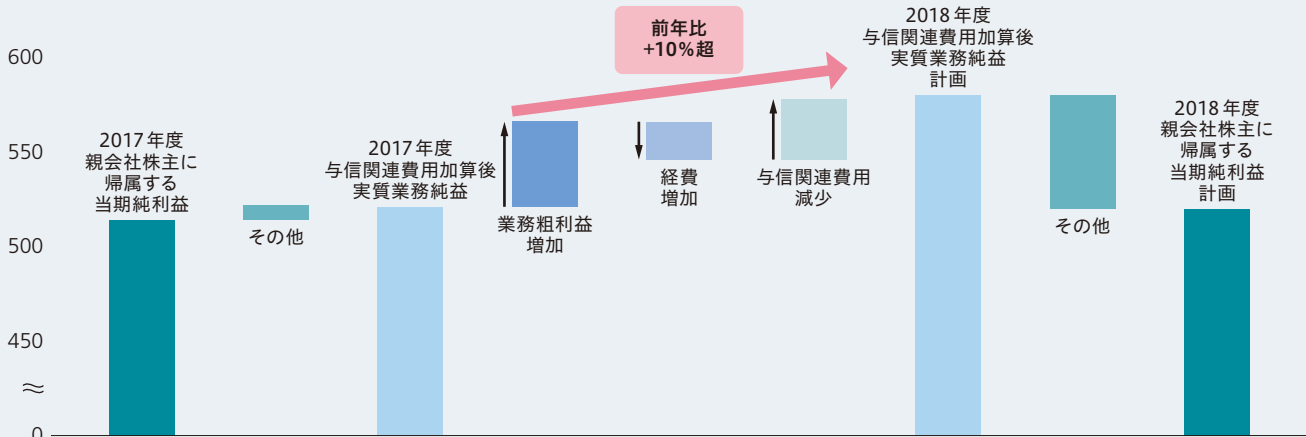 600
550
500
450
≈
0
2017年度
親会社株主に
帰属する
当期純利益
その他
2017年度
与信関連費用加算後
実質業務純益
業務粗利益
増加
前年比
+10%超
経費
増加
与信関連費用
減少
2018年度
与信関連費用加算後
実質業務純益
計画
その他
2018年度
親会社株主に
帰属する
当期純利益
計画